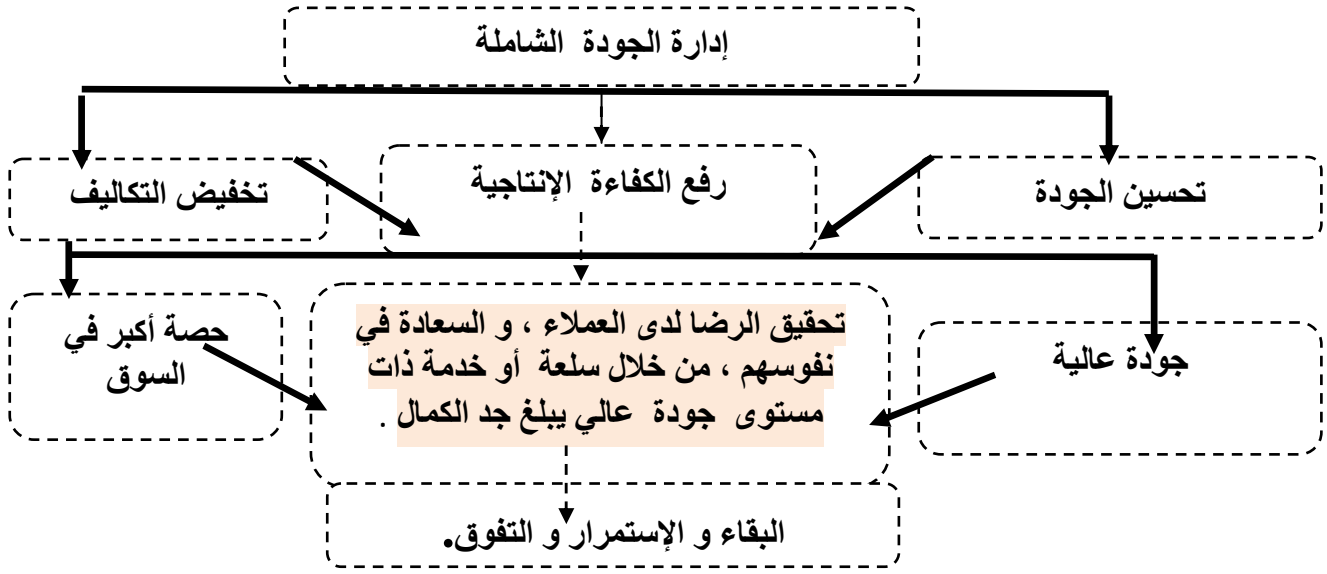 إدارة الجودة الشاملة
تحسين الجودة
رفع الكفاءة الإنتاجية
تخفيض التكاليف
جودة عالية
تحقيق الرضا لدى العملاء ، و السعادة في
نفوسهم ، من خلال سلعة أو خدمة ذات
مستوى جودة عالي يبلغ جد الكمال .
حصة أكبر في
السوق
البقاء و الإستمرار و التفوق.